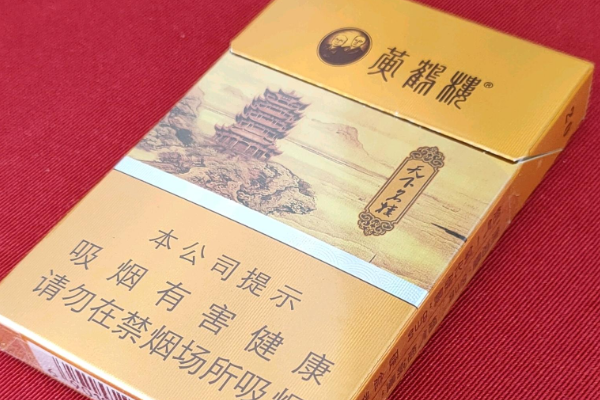 黄鹤楼®
天下名楼
本公司提示
吸烟有害健康
请勿在禁烟场所吸烟